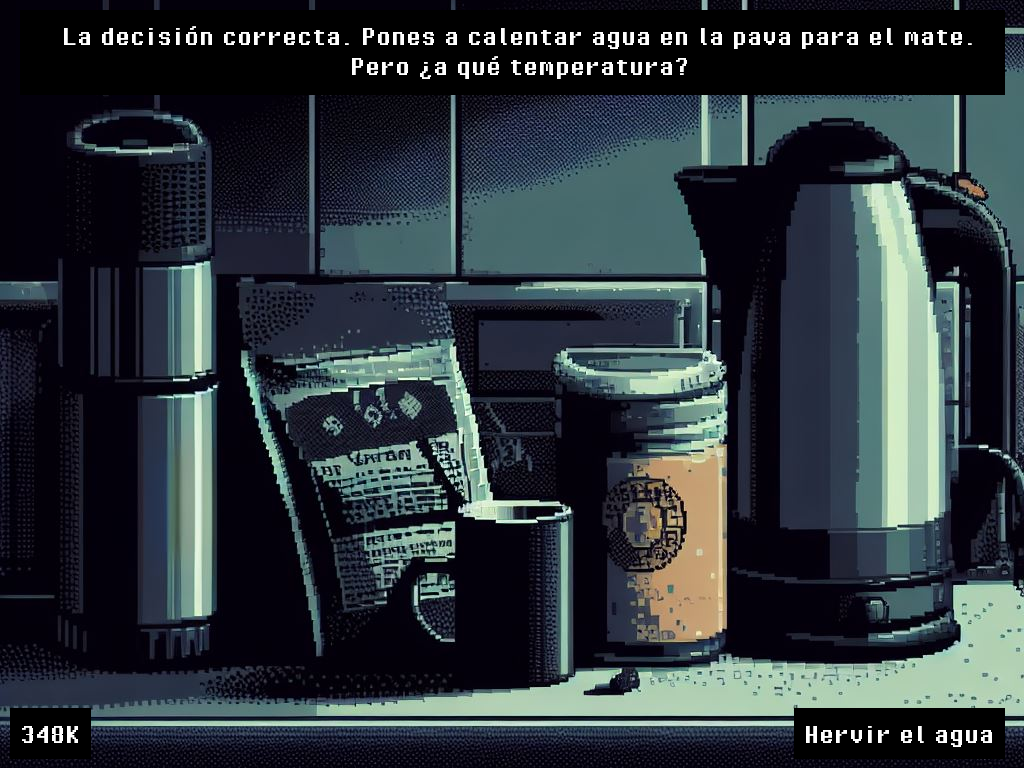 La decisión correcta. Pones a calentar agua en la pava para el mate.
Pero ¿a qué temperatura?
348K
Hervir el agua